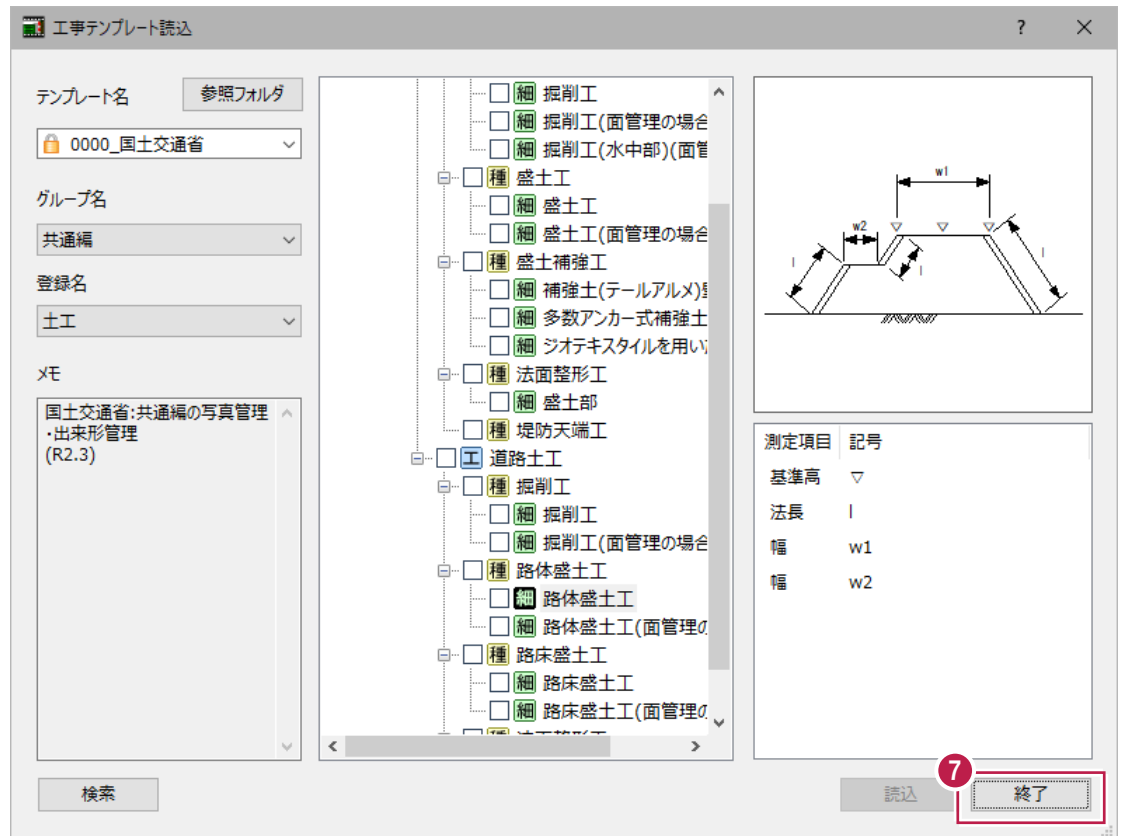 工事テンプレート読込
?
テンプレート名
参照フォルダ
0000_国土交通省
グループ名
共通編
登録名
土工
メモ
国土交通省:共通編の写真管理
・出来形管理
(R2.3)
細 掘削工
細 掘削工(面管理の場合
細 掘削工(水中部)(面管
種 盛土工
細 盛土工
細 盛土工(面管理の場合
種 盛土補強工
細 補強土(テールアルメ)
細 多数アンカー式補強土
細 ジオテキスタイルを用い
種 法面整形工
細 盛土部
種 堤防天端工
工 道路土工
種 掘削工
細 掘削工
細 掘削工(面管理の場合
種 路体盛土工
細 路体盛土工
細 路体盛土工(面管理の
種 路床盛土工
細 路床盛土工
細 路床盛土工(面管理の
w1
w2
l
l
l
測定項目 記号
基準高 ▽
法長 l
幅 w1
幅 w2
検索
読込
7
終了